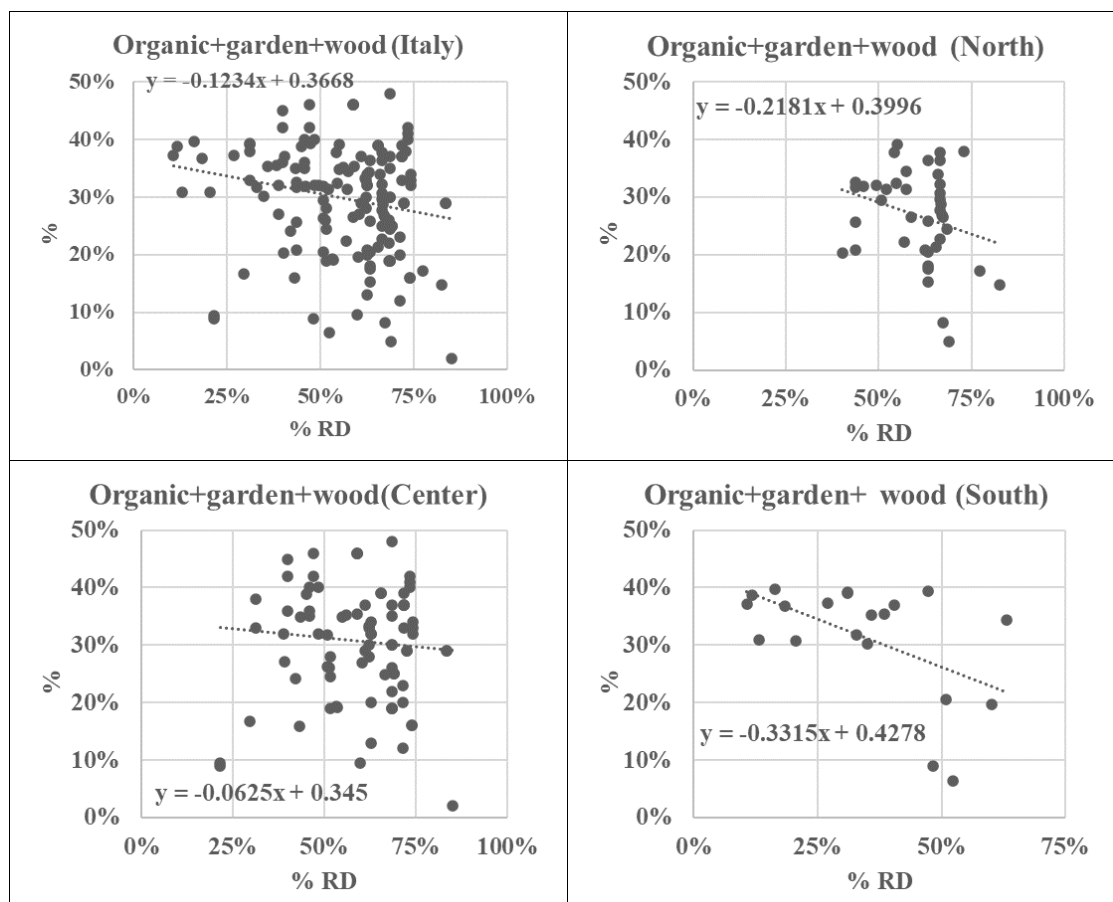 Organic+garden+wood (Italy)
y = -0.1234x + 0.3668
50%
40%
30%
20%
10%
0%
%
0% 25% 50% 75% 100%
% RD
Organic+garden+wood (North)
y = -0.2181x + 0.3996
50%
40%
30%
20%
10%
0%
%
0% 25% 50% 75% 100%
% RD
Organic+garden+wood(Center)
50%
40%
30%
20%
10%
0%
%
y = -0.0625x + 0.345
0% 25% 50% 75% 100%
% RD
Organic+garden+ wood (South)
50%
40%
30%
20%
10%
0%
%
y = -0.3315x + 0.4278
0% 25% 50% 75%
% RD